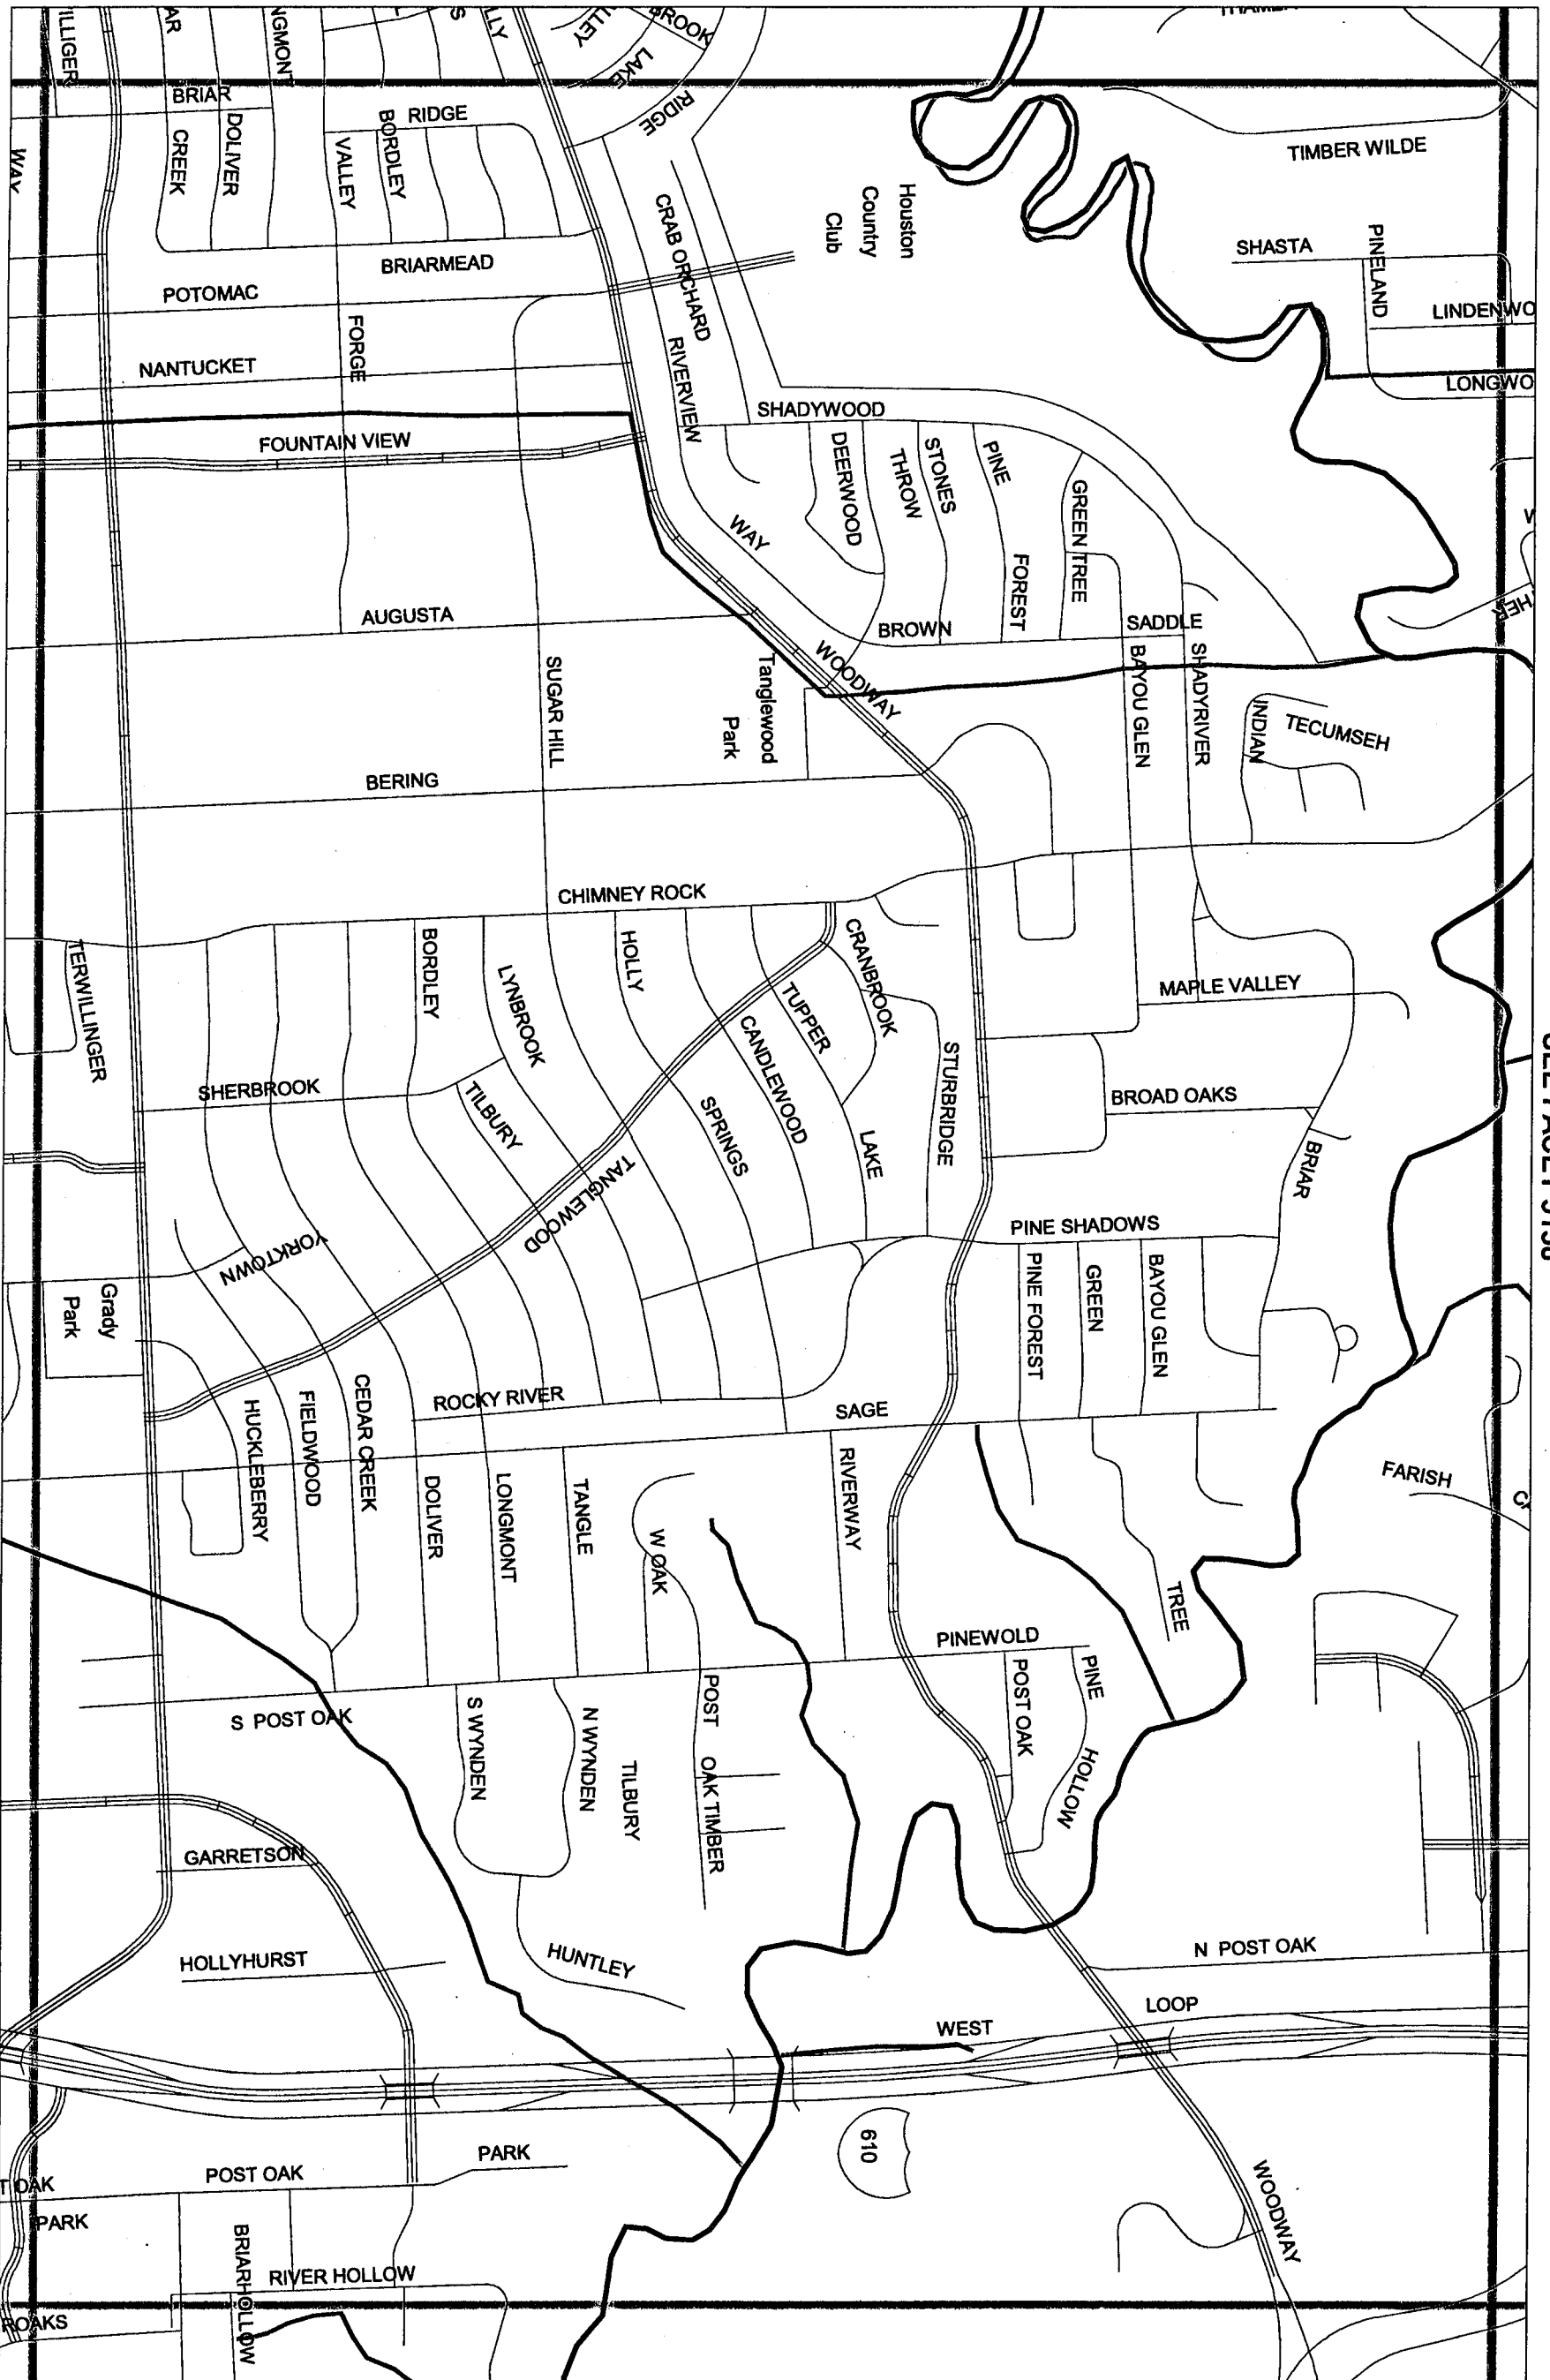 BROOK
LAKE
RIDGE
BRIAR
CREEK
DOLIVER
VALLEY
BORDLEY
RIDGE
WAY
TIMBER WILDE
Houston
Country
Club
SHASTA
PINELAND
CRAB ORCHARD
BRIARMEAD
POTOMAC
FORGE
NANTUCKET
RIVERVIEW
SHADYWOOD
FOUNTAIN VIEW
DEERWOOD
STONES
THROW
PINE
FOREST
GREEN TREE
WAY
AUGUSTA
BROWN
SADDLE
SUGAR HILL
Tanglewood
Park
WOODWAY
BAYOU GLEN
SHADYRIVER
INDIAN
TECUMSEH
BERING
CHIMNEY ROCK
TERWILLINGER
BORDLEY
LYNBROOK
HOLLY
CRANBROOK
TUPPER
CANDLEWOOD
STURBRIDGE
MAPLE VALLEY
SHERBROOK
TILBURY
SPRINGS
LAKE
BROAD OAKS
BRIAR
TANGLEWOOD
YORKTOWN
PINE SHADOWS
Grady
Park
PINE FOREST
GREEN
BAYOU GLEN
HUCKLEBERRY
FIELDWOOD
CEDAR CREEK
ROCKY RIVER
SAGE
DOLIVER
LONGMONT
TANGLE
W OAK
RIVERWAY
FARISH
TREE
PINEWOLD
S POST OAK
S WYNDEN
N WYNDEN
TILBURY
POST
OAK TIMBER
POST OAK
PINE
HOLLOW
GARRETSON
HOLLYHURST
HUNTLEY
N POST OAK
LOOP
WEST
610
POST OAK
PARK
PARK
WOODWAY
BRIARHOLLOW
RIVER HOLLOW